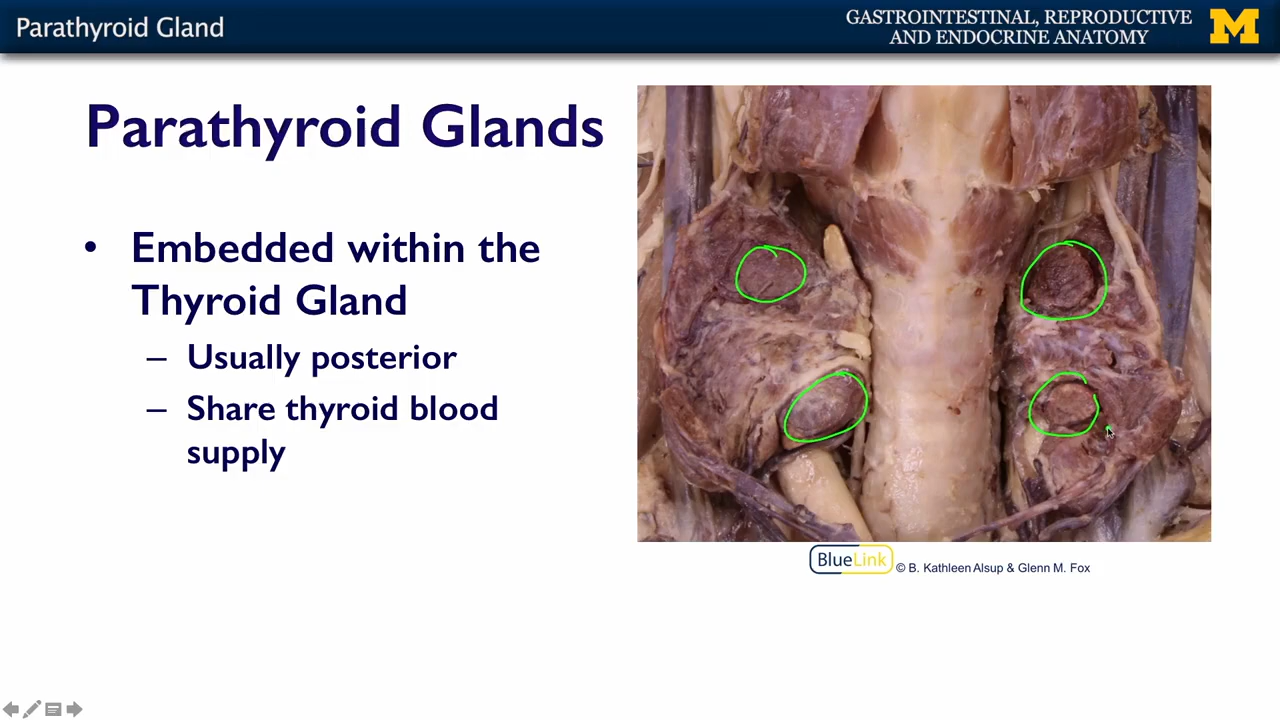 Parathyroid Gland
GASTROINTESTINAL, REPRODUCTIVE
AND ENDOCRINE ANATOMY
M
Parathyroid Glands
• Embedded within the
Thyroid Gland
– Usually posterior
– Share thyroid blood
supply
BlueLink
© B. Kathleen Alsup & Glenn M. Fox